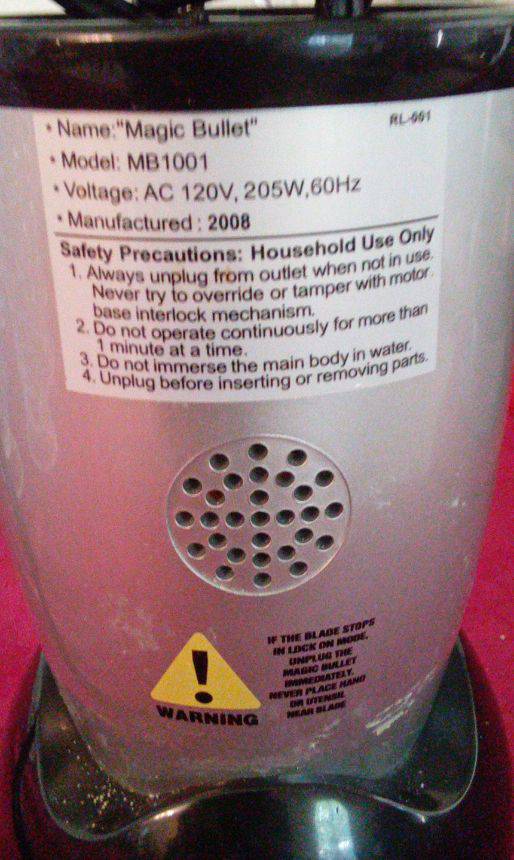 • Name:"Magic Bullet"
RL-001
• Model: MB1001
• Voltage: AC 120V, 205W,60Hz
• Manufactured : 2008
Safety Precautions: Household Use Only
1. Always unplug from outlet when not in use.
Never try to override or tamper with motor
base interlock mechanism.
2. Do not operate continuously for more than
1 minute at a time.
3. Do not immerse the main body in water.
4. Unplug before inserting or removing parts.
IF THE BLADE STOPS
IN LOCK ON MODE,
UNPLUG THE
MAGIC BULLET
IMMEDIATELY.
NEVER PLACE HAND
OR UTENSIL
NEAR BLADE
WARNING